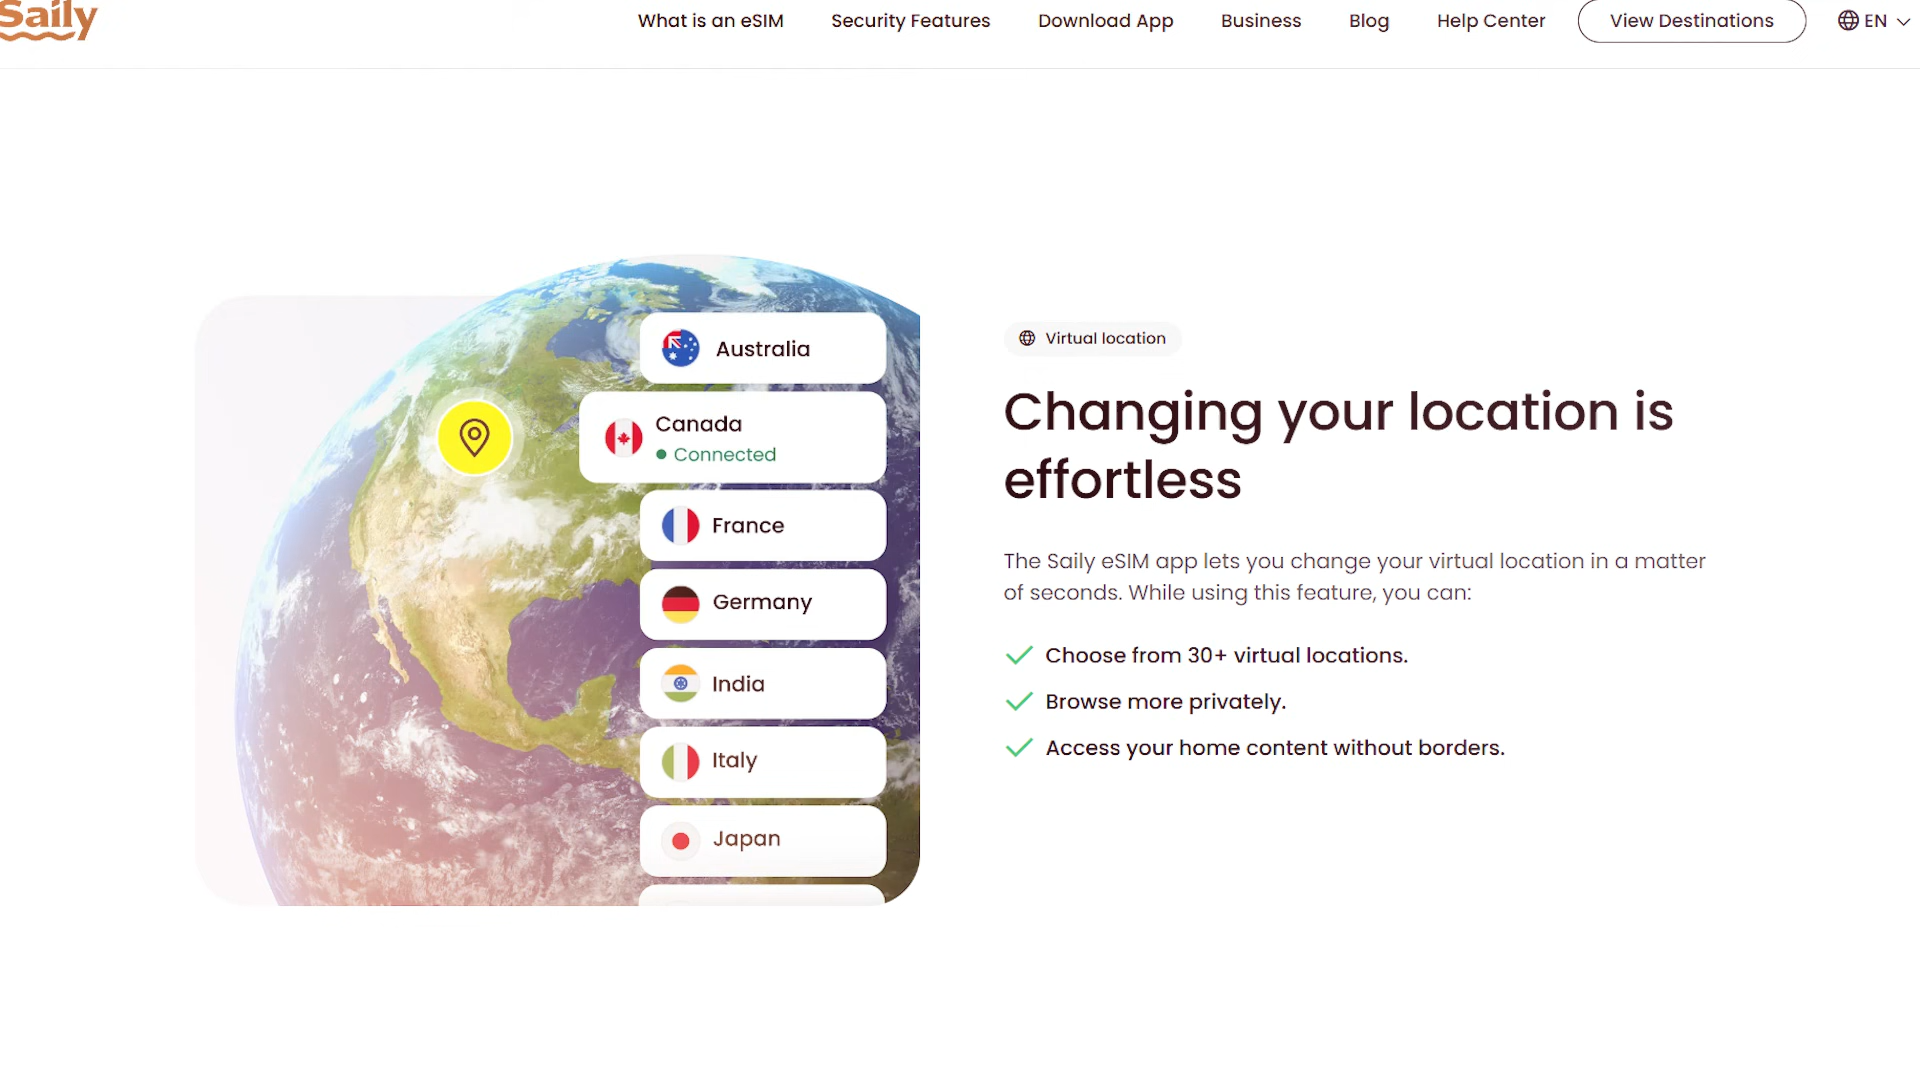 Saily
What is an eSIM
Security Features
Download App
Business
Blog
Help Center
View Destinations
EN
Australia
Canada
Connected
France
Germany
India
Italy
Japan
Virtual location
Changing your location is
effortless
The Saily eSIM app lets you change your virtual location in a matter
of seconds. While using this feature, you can:
Choose from 30+ virtual locations.
Browse more privately.
Access your home content without borders.